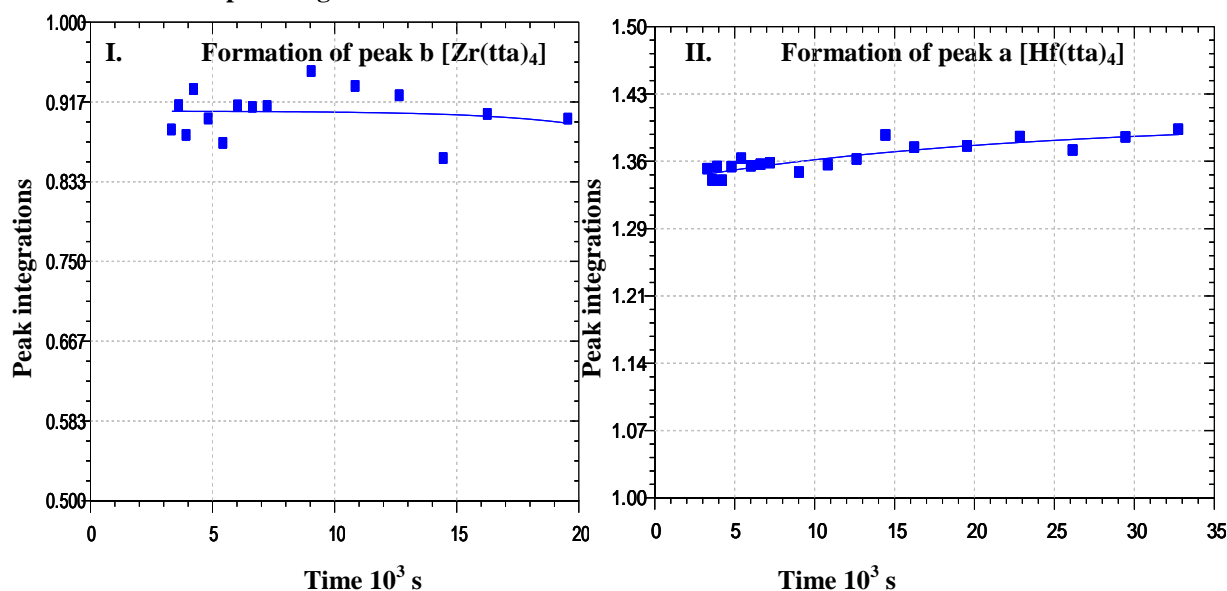 I. Formation of peak b [Zr(tta)4]
1.000
0.917
0.833
0.750
0.667
0.583
0.500
Peak integrations
0 5 10 15 20
Time 10³ s
II. Formation of peak a [Hf(tta)4]
1.50
1.43
1.36
1.29
1.21
1.14
1.07
1.00
Peak integrations
0 5 10 15 20 25 30 35
Time 10³ s